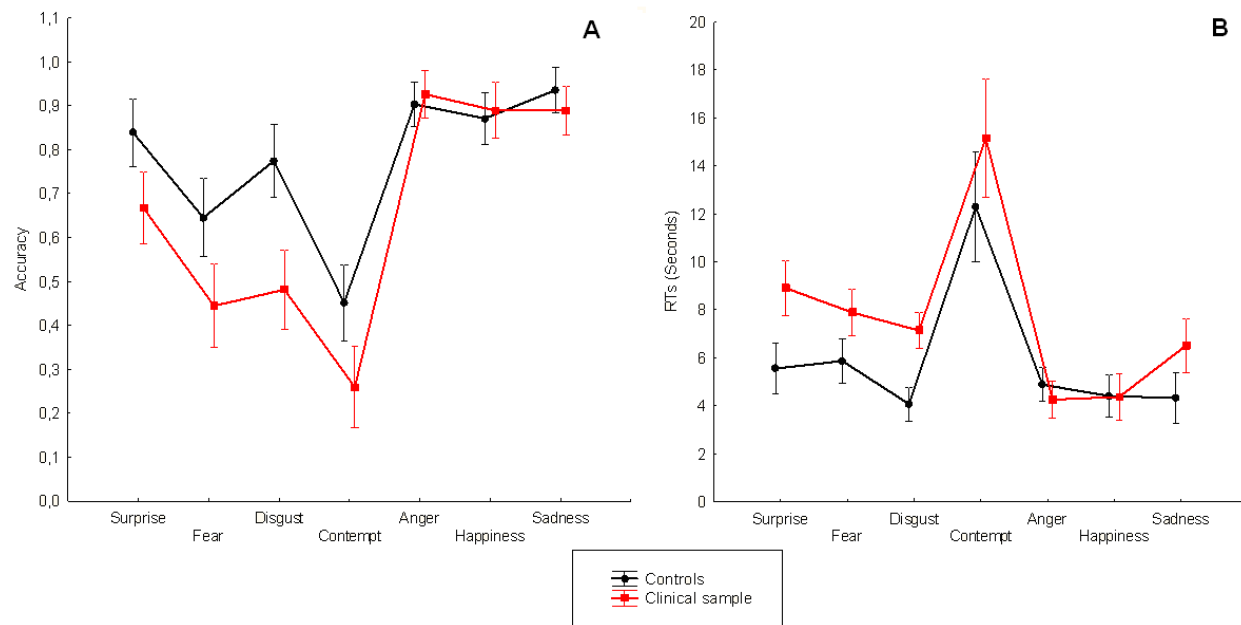 A
1,1
1,0
0,9
0,8
0,7
0,6
0,5
0,4
0,3
0,2
0,1
0,0
Accuracy
Surprise
Fear
Disgust
Contempt
Anger
Happiness
Sadness
B
20
18
16
14
12
10
8
6
4
2
0
RTs (Seconds)
Surprise
Fear
Disgust
Contempt
Anger
Happiness
Sadness
Controls
Clinical sample